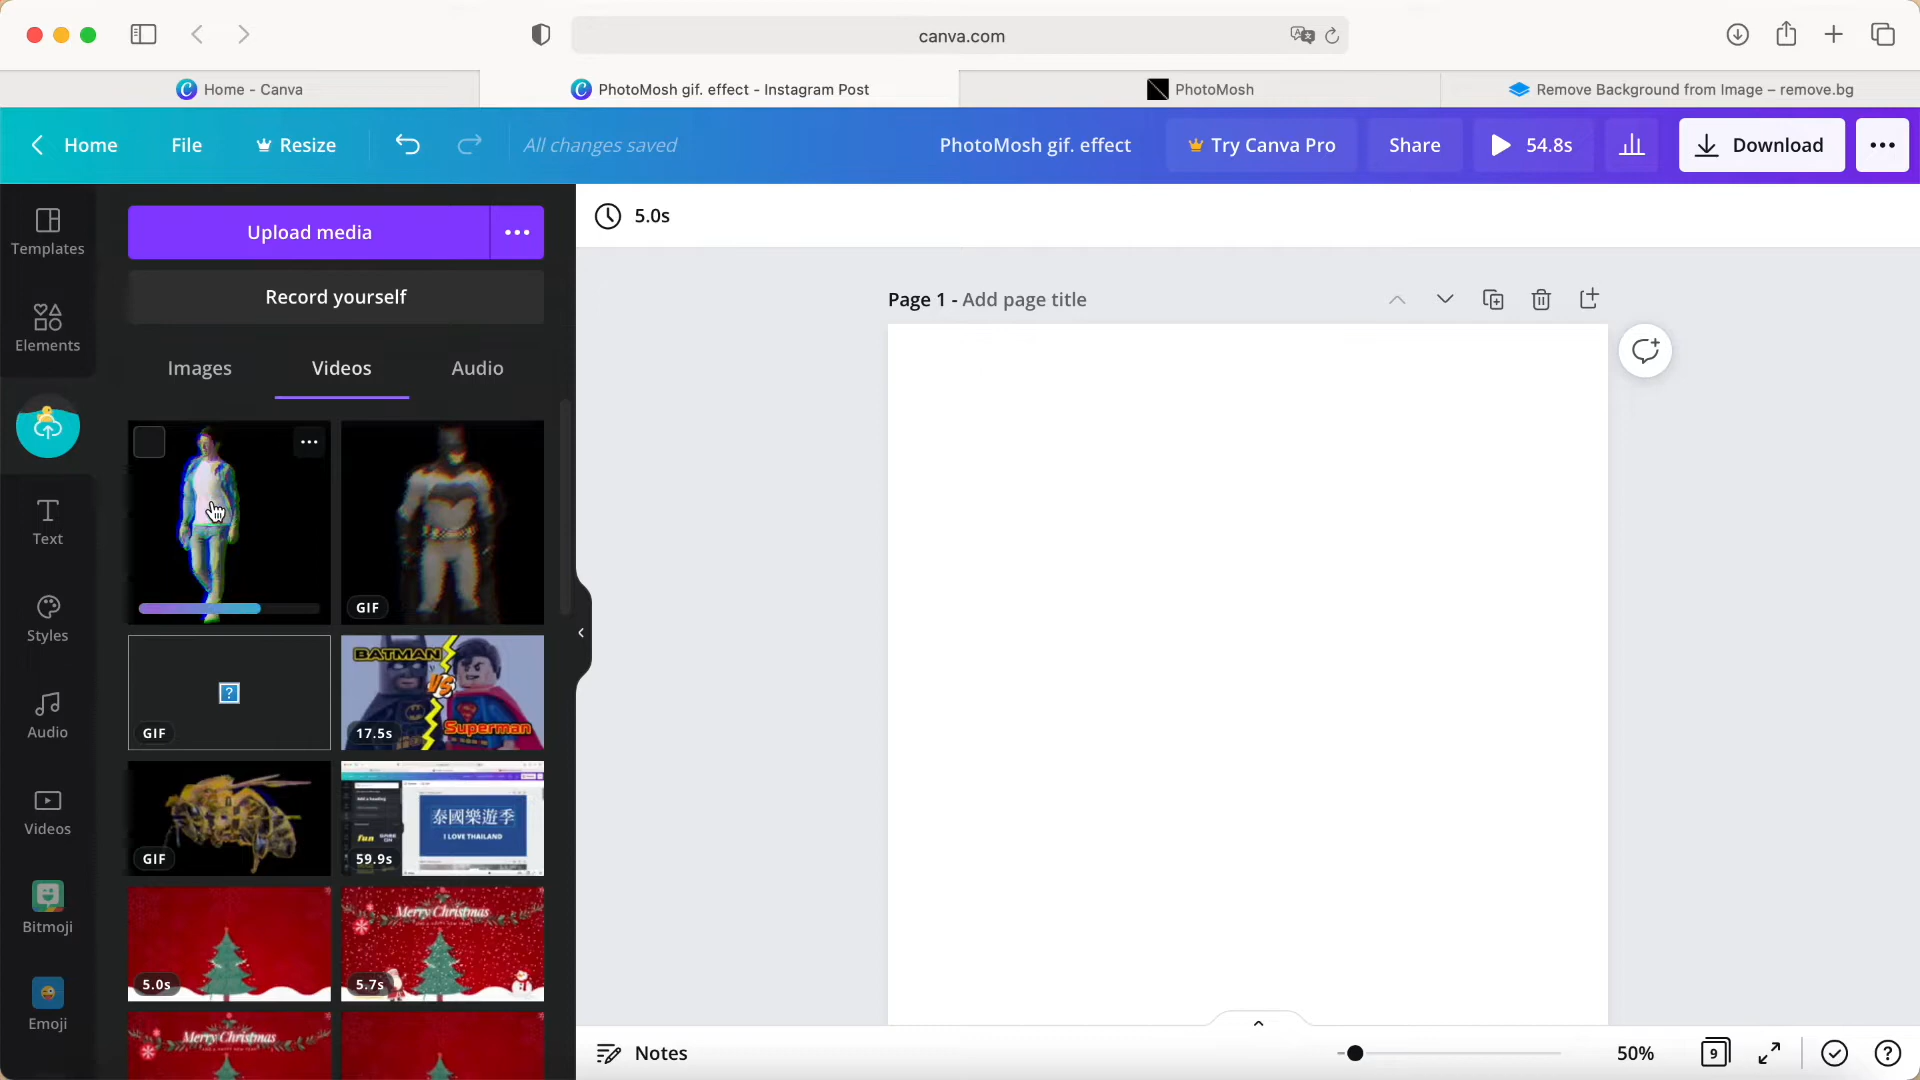 canva.com
Home - Canva
PhotoMosh gif. effect - Instagram Post
PhotoMosh
Remove Background from Image – remove.bg
Home
File
Resize
All changes saved
PhotoMosh gif. effect
Try Canva Pro
Share
54.8s
Download
Templates
Elements
Text
Styles
Audio
Videos
Bitmoji
Emoji
Upload media
Record yourself
Images
Videos
Audio
GIF
GIF
BATMAN
VS
Superman
17.5s
GIF
泰國樂遊季
I LOVE THAILAND
59.9s
5.0s
Merry Christmas
5.7s
Merry Christmas
5.0s
Page 1 - Add page title
Notes
50%
9